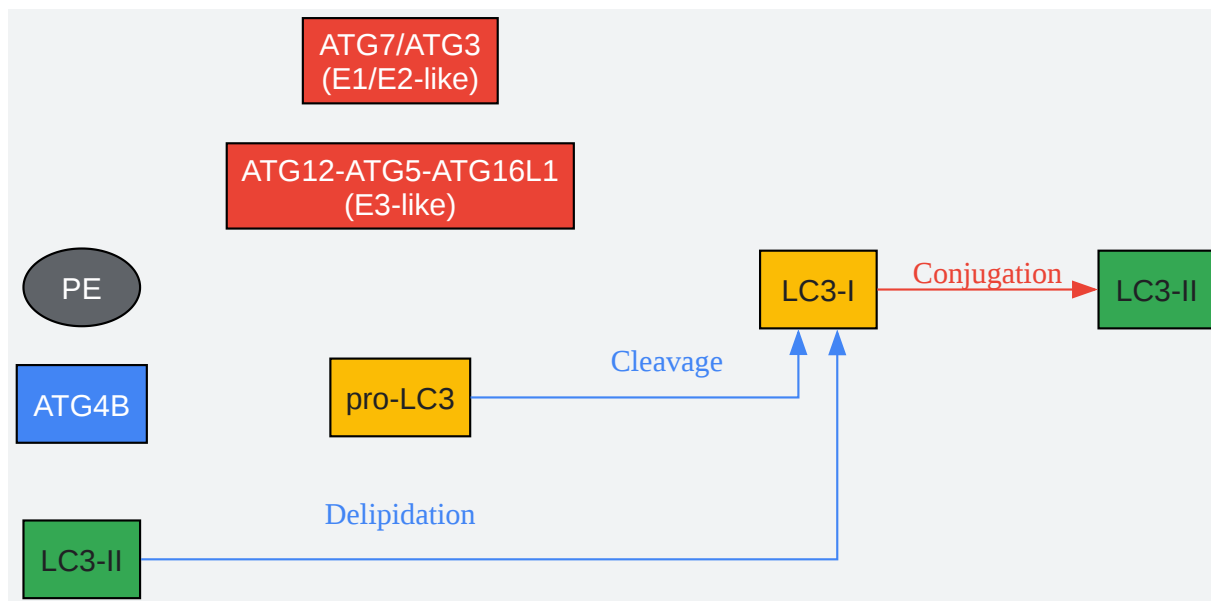 ATG7/ATG3
(E1/E2-like)
ATG12-ATG5-ATG16L1
(E3-like)
PE
LC3-I
Conjugation
LC3-II
Cleavage
ATG4B
pro-LC3
Delipidation
LC3-II